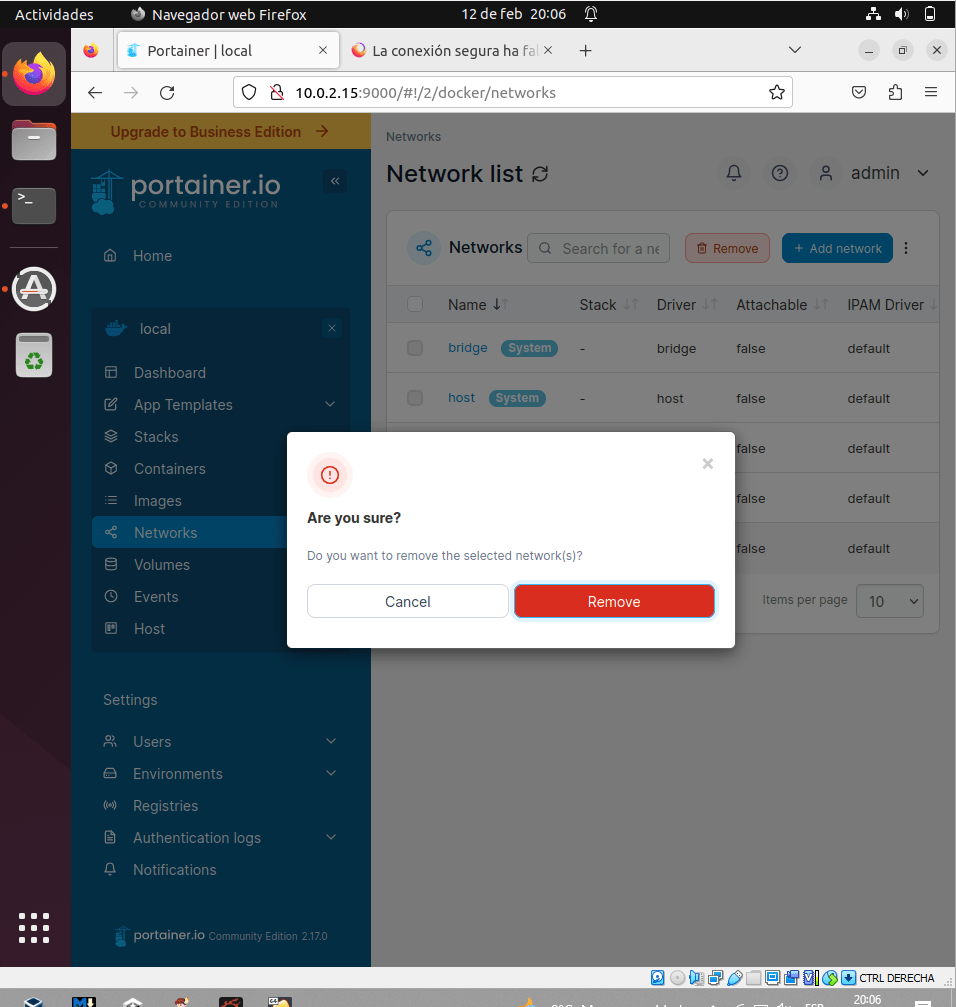 Actividades
Navegador web Firefox
12 de feb 20:06
Portainer | local
La conexión segura ha fal
10.0.2.15:9000/#!/2/docker/networks
Upgrade to Business Edition
portainer.io
COMMUNITY EDITION
Home
local
Dashboard
App Templates
Stacks
Containers
Images
Networks
Volumes
Events
Host
Settings
Users
Environments
Registries
Authentication logs
Notifications
portainer.io Community Edition 2.17.0
Networks
Network list
admin
Networks
Search for a ne
Remove
+ Add network
Name Stack Driver Attachable IPAM Driver
bridge System - bridge false default
host System - host false default
false default
false default
false default
Items per page 10
Are you sure?
Do you want to remove the selected network(s)?
Cancel
Remove
CTRL DERECHA
20:06